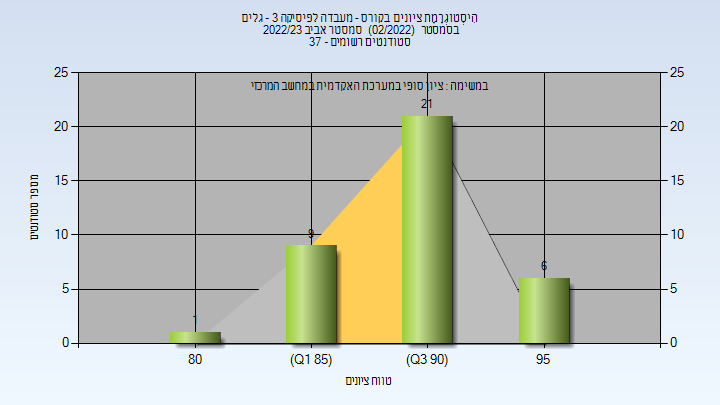 היסטוגרמת ציונים בקורס - מעבדה לפיסיקה 3 - גלים
בסמסטר (02/2022) סמסטר אביב 2022/23
סטודנטים רשומים - 37
במשימה : ציון סופי במערכת האקדמית במחשב המרכזי
מספר סטודנטים
25
20
15
10
5
0
25
20
15
10
5
0
1
9
21
6
80
(Q1 85)
(Q3 90)
95
טווח ציונים